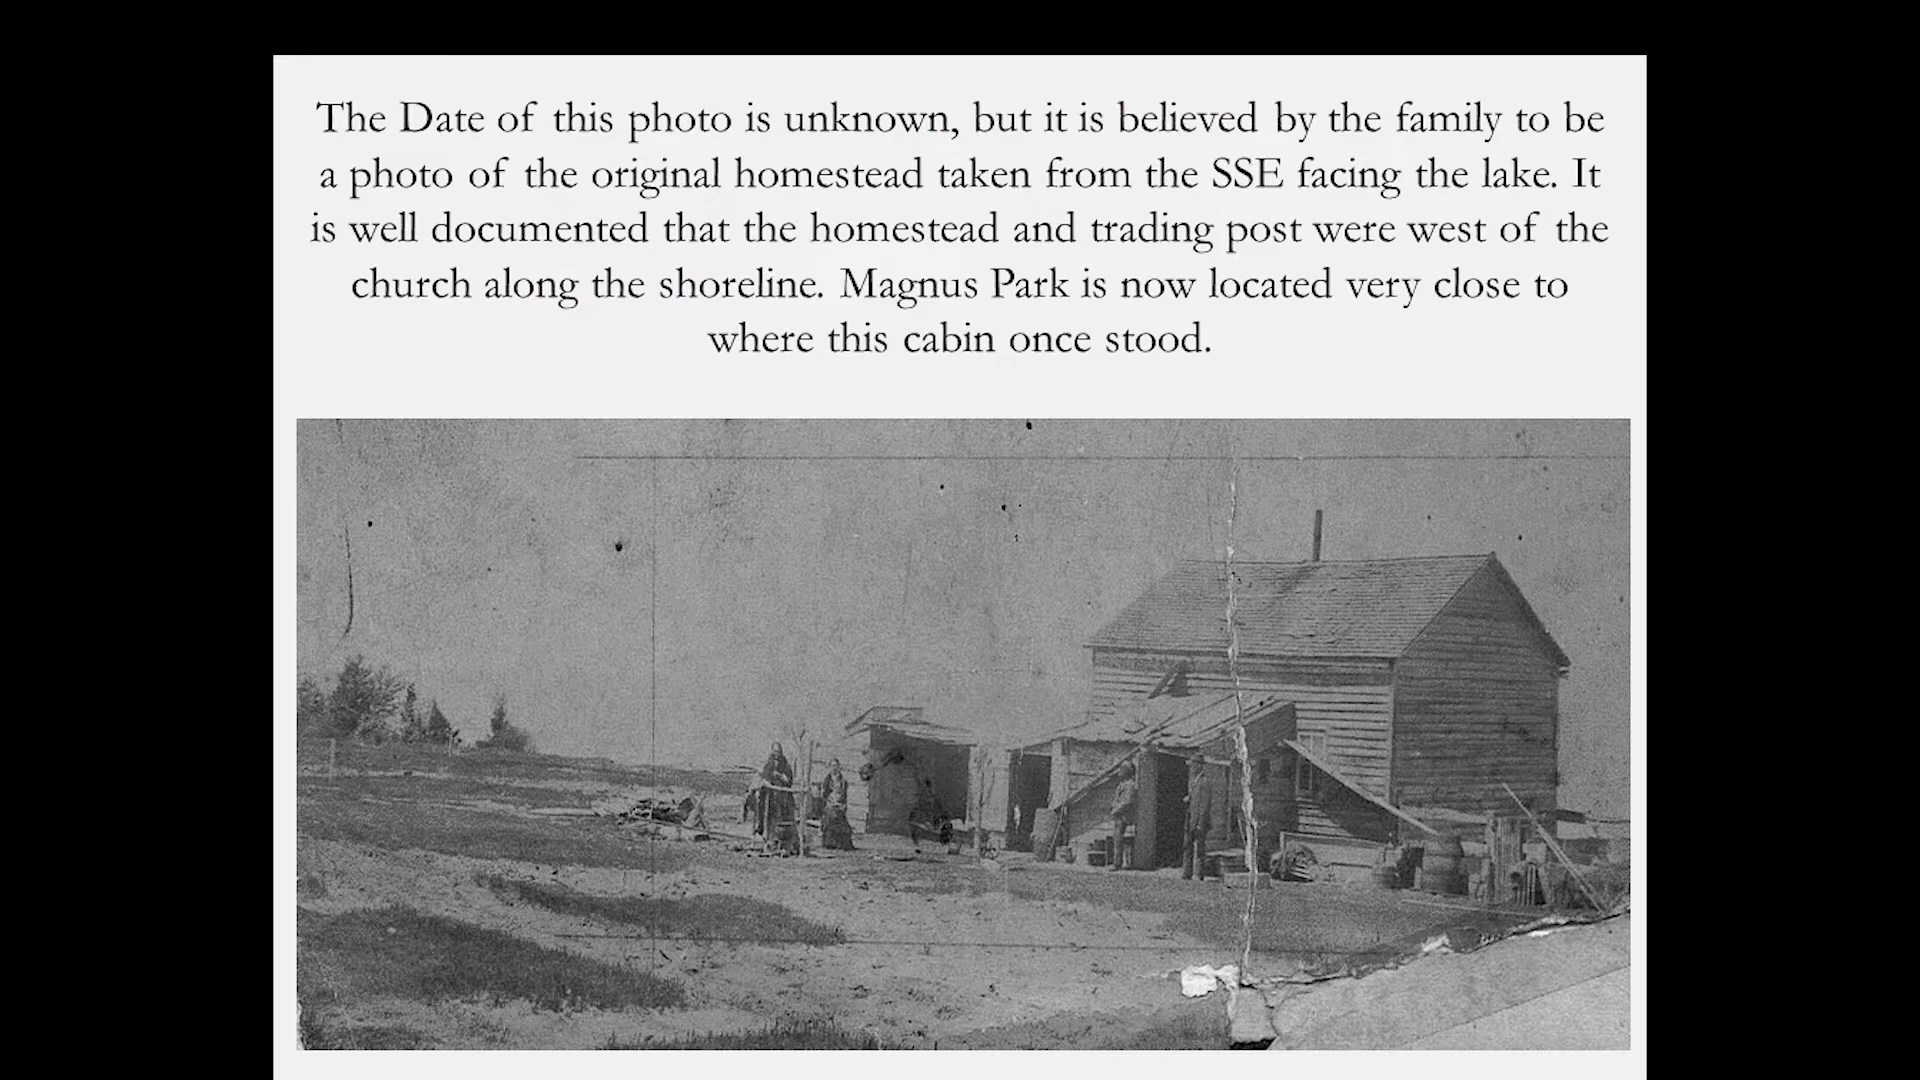 The Date of this photo is unknown, but it is believed by the family to be
a photo of the original homestead taken from the SSE facing the lake. It
is well documented that the homestead and trading post were west of the
church along the shoreline. Magnus Park is now located very close to
where this cabin once stood.